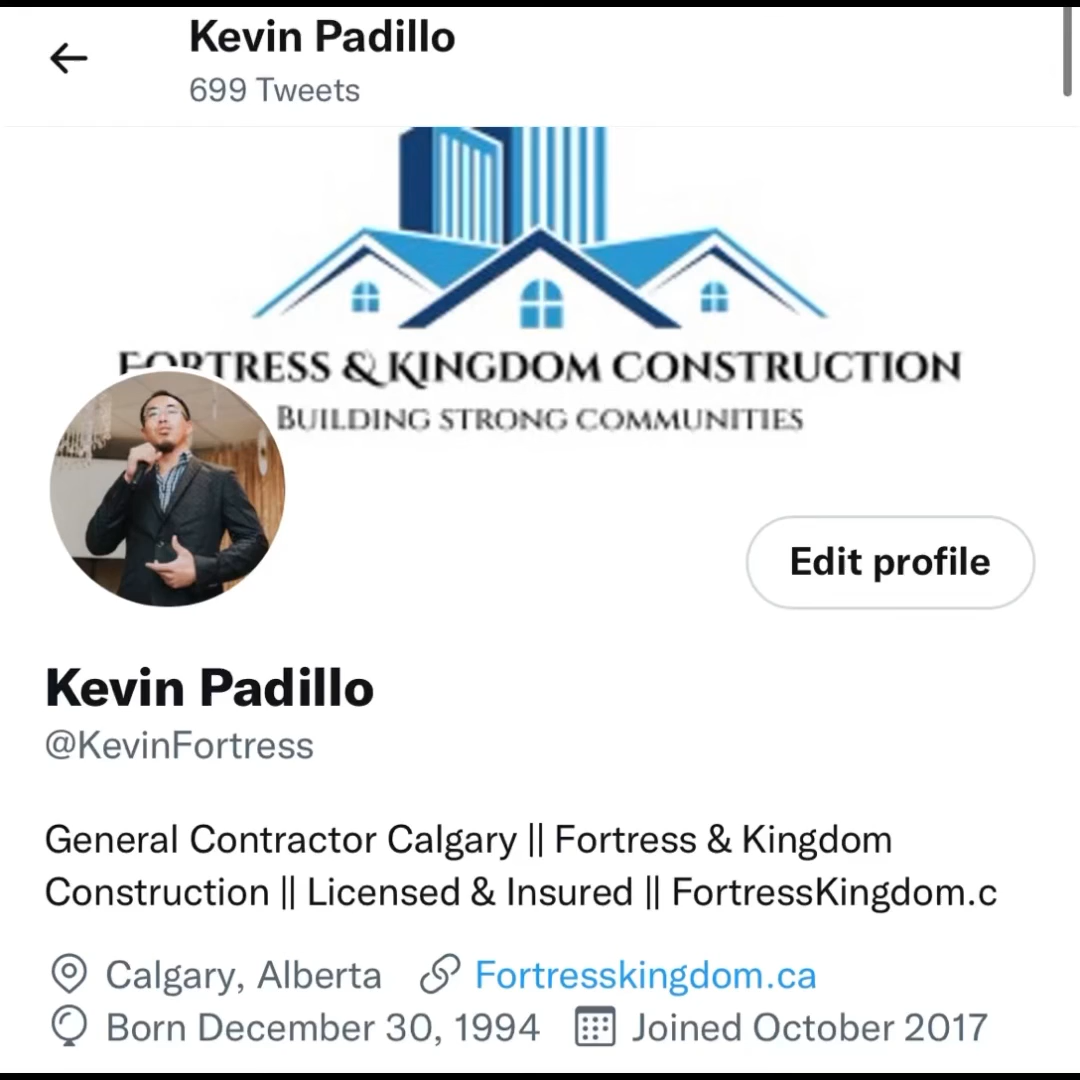 Kevin Padillo
699 Tweets
FORTRESS & KINGDOM CONSTRUCTION
BUILDING STRONG COMMUNITIES
Edit profile
Kevin Padillo
@KevinFortress
General Contractor Calgary || Fortress & Kingdom
Construction || Licensed & Insured || FortressKingdom.c
Calgary, Alberta Fortresskingdom.ca
Born December 30, 1994 Joined October 2017